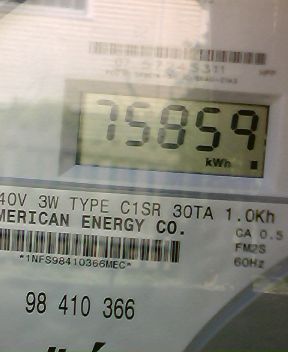 75859
kWh
40V 3W TYPE C1SR 30TA 1.0Kh
MERICAN ENERGY CO.
CA 0.5
FM2S
60Hz
*1NFS98410366MEC*
98 410 366